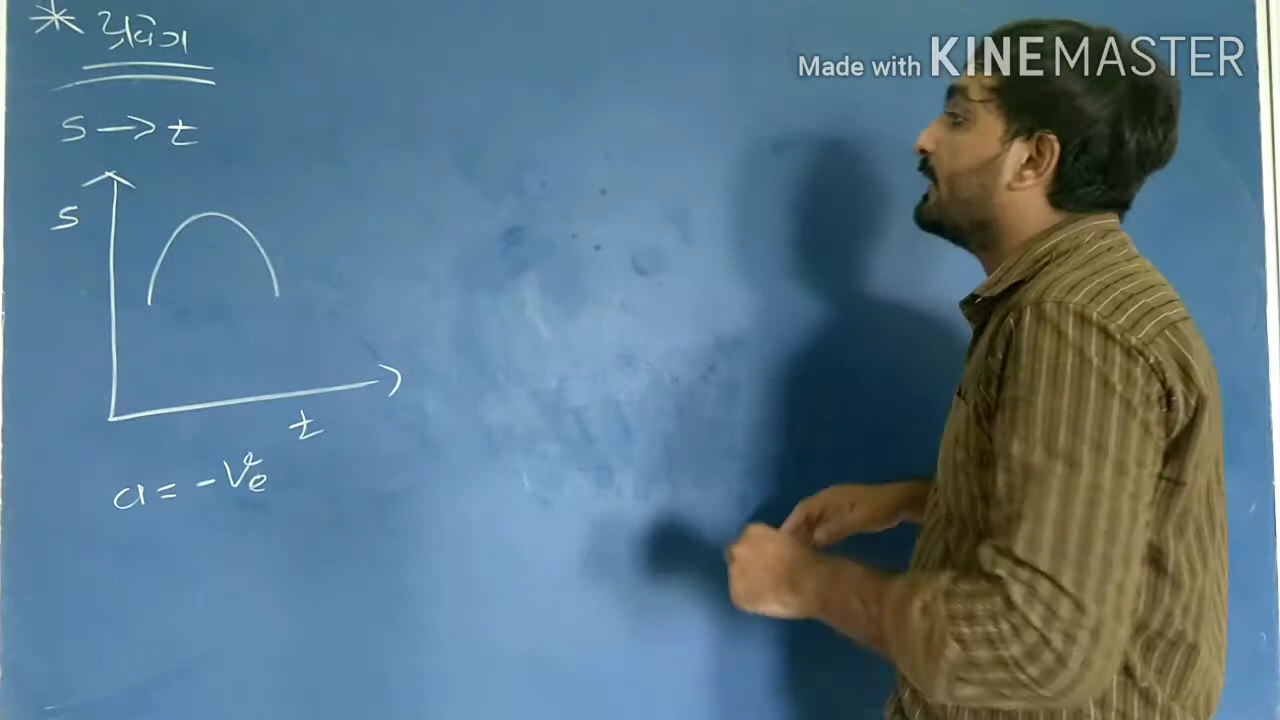 * પ્રવેગ
s → t
s
t
a = -ve
Made with KINEMASTER